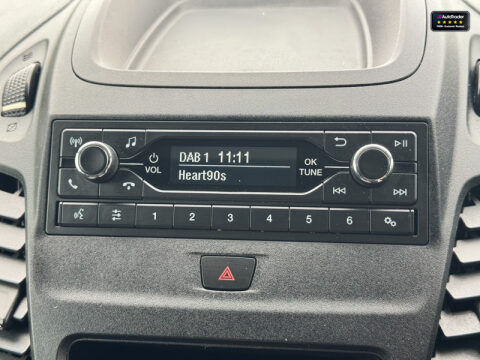 AutoTrader
DAB 1 11:11
Heart90s
VOL
OK
TUNE
1 2 3 4 5 6